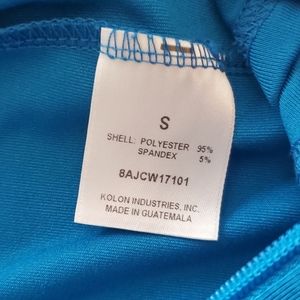 S
SHELL: POLYESTER 95%
SPANDEX 5%
8AJCW17101
KOLON INDUSTRIES, INC.
MADE IN GUATEMALA